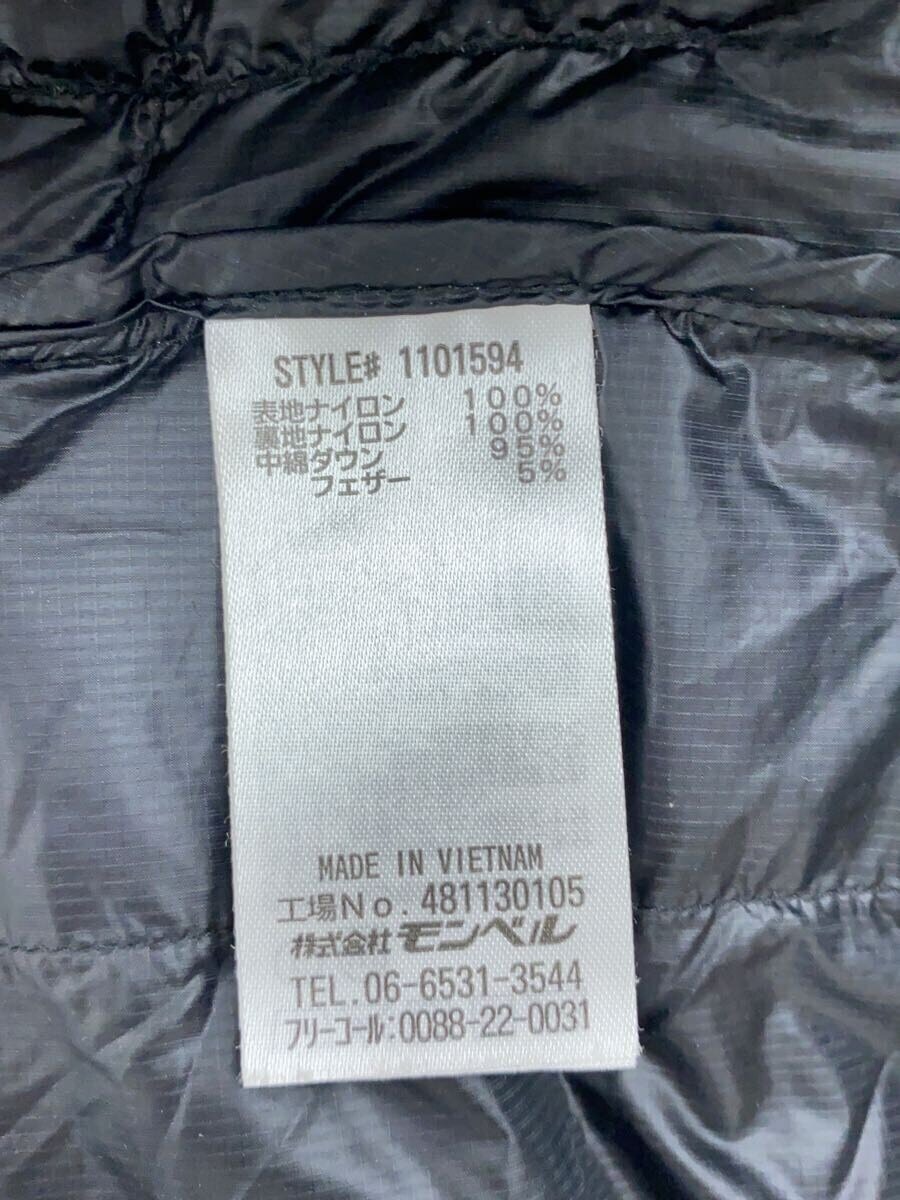 STYLE# 1101594
表地ナイロン 100%
裏地ナイロン 100%
中綿ダウン 95%
フェザー 5%
MADE IN VIETNAM
工場No. 481130105
株式会社 モンベル
TEL. 06-6531-3544
フリーコール:0088-22-0031